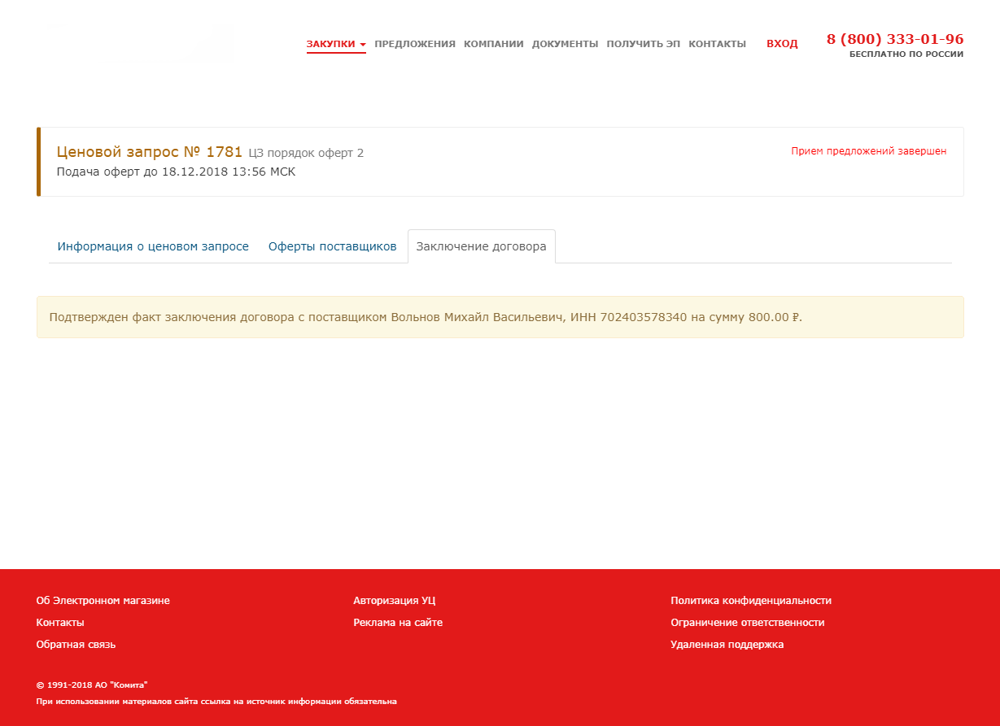 ЗАКУПКИ ПРЕДЛОЖЕНИЯ КОМПАНИИ ДОКУМЕНТЫ ПОЛУЧИТЬ ЭП КОНТАКТЫ ВХОД 8 (800) 333-01-96
БЕСПЛАТНО ПО РОССИИ
Ценовой запрос № 1781 ЦЗ порядок оферт 2 Прием предложений завершен
Подача оферт до 18.12.2018 13:56 МСК
Информация о ценовом запросе Оферты поставщиков Заключение договора
Подтвержден факт заключения договора с поставщиком Вольнов Михайл Васильевич, ИНН 702403578340 на сумму 800.00 ₽.
Об Электронном магазине Авторизация УЦ Политика конфиденциальности
Контакты Реклама на сайте Ограничение ответственности
Обратная связь Удаленная поддержка
© 1991-2018 АО "Комита"
При использовании материалов сайта ссылка на источник информации обязательна